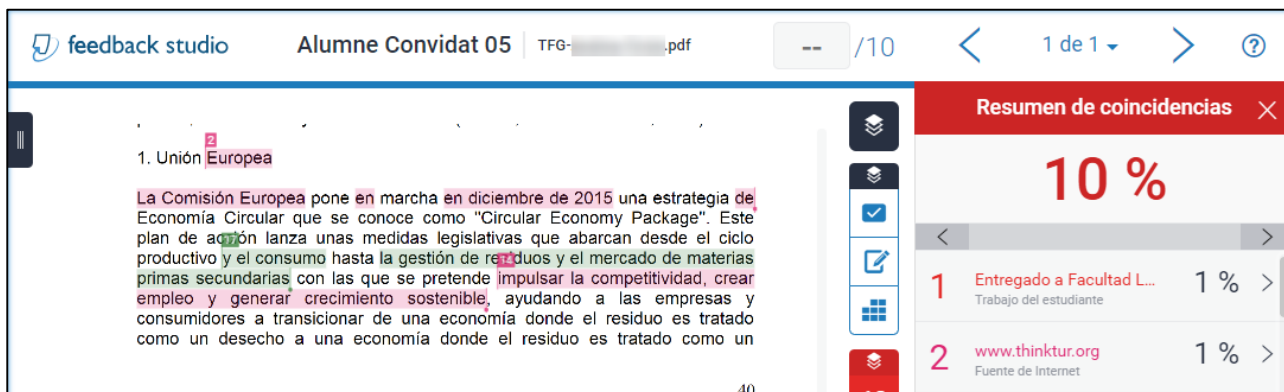 feedback studio
Alumne Convidat 05
TFG- .pdf
-- /10
1 de 1
?
2
1. Unión Europea
La Comisión Europea pone en marcha en diciembre de 2015 una estrategia de
Economía Circular que se conoce como "Circular Economy Package". Este
plan de acción lanza unas medidas legislativas que abarcan desde el ciclo
17
productivo y el consumo hasta la gestión de residuos y el mercado de materias
14
primas secundarias con las que se pretende impulsar la competitividad, crear
empleo y generar crecimiento sostenible, ayudando a las empresas y
consumidores a transicionar de una economía donde el residuo es tratado
como un desecho a una economía donde el residuo es tratado como un
40
Resumen de coincidencias
10 %
1 Entregado a Facultad L... 1 %
Trabajo del estudiante
2 www.thinktur.org 1 %
Fuente de Internet